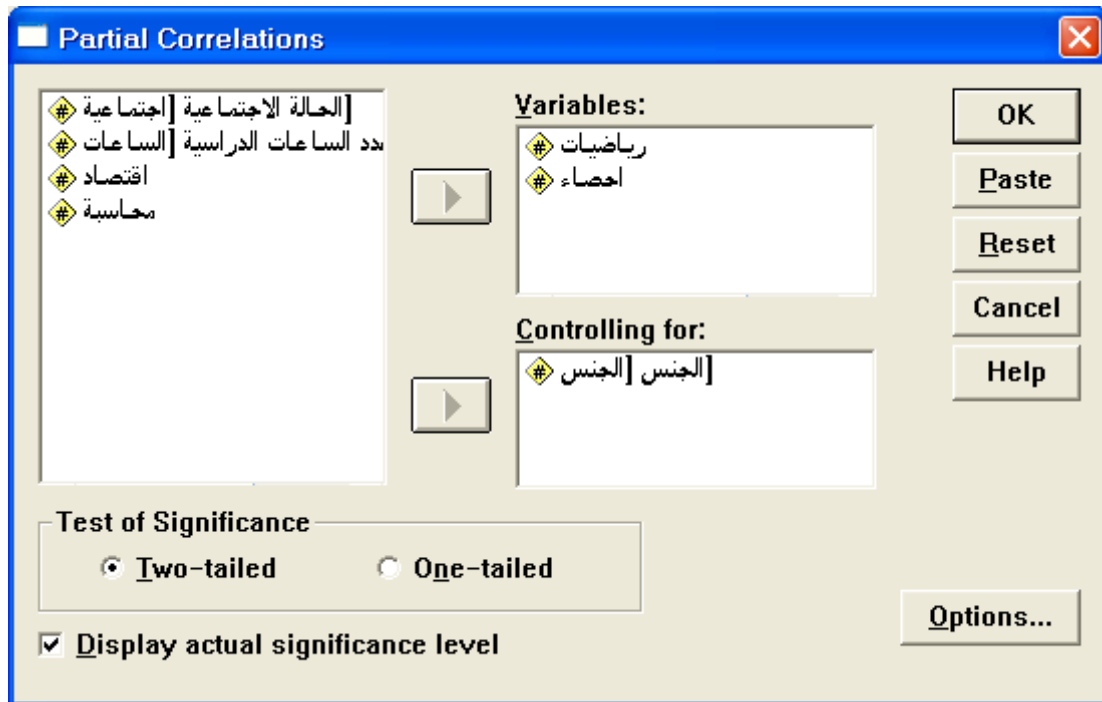 Partial Correlations
الحالة الاجتماعية [اجتماعية]
عدد الساعات الدراسية [الساعات
اقتصاد
محاسبة
Variables:
رياضيات
احصاء
Controlling for:
الجنس [الجنس]
OK
Paste
Reset
Cancel
Help
Test of Significance
Two-tailed
One-tailed
Display actual significance level
Options...